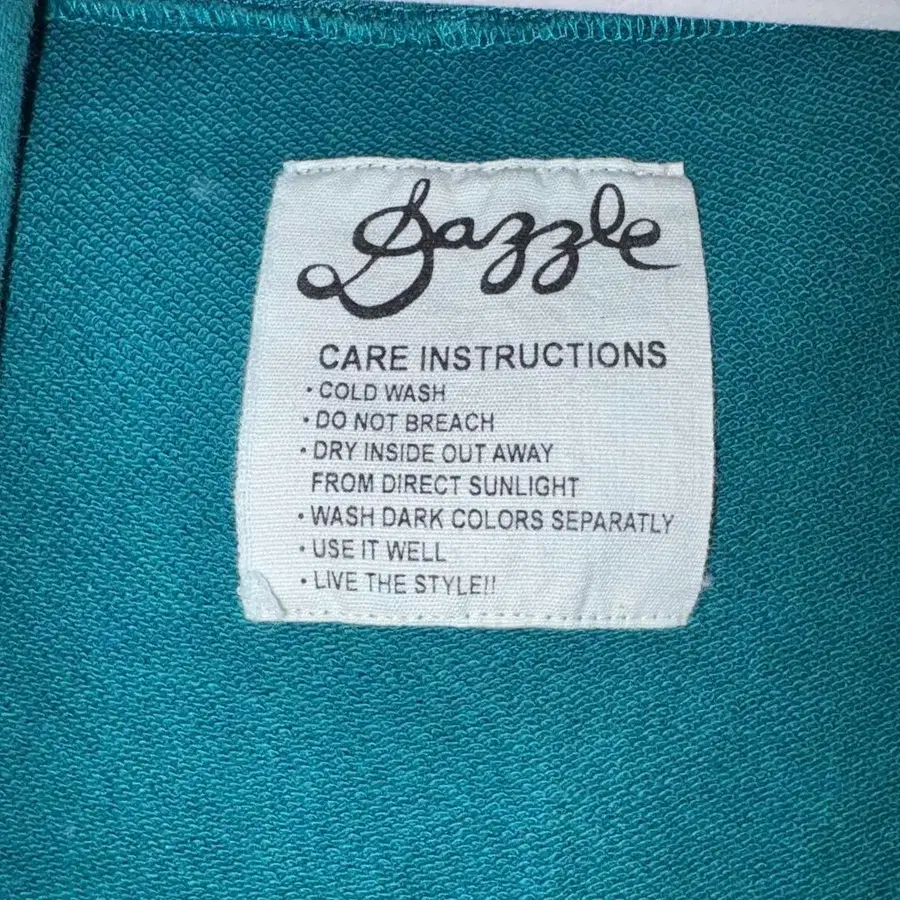 Dazzle
CARE INSTRUCTIONS
· COLD WASH
· DO NOT BREACH
· DRY INSIDE OUT AWAY
FROM DIRECT SUNLIGHT
· WASH DARK COLORS SEPARATLY
· USE IT WELL
· LIVE THE STYLE!!